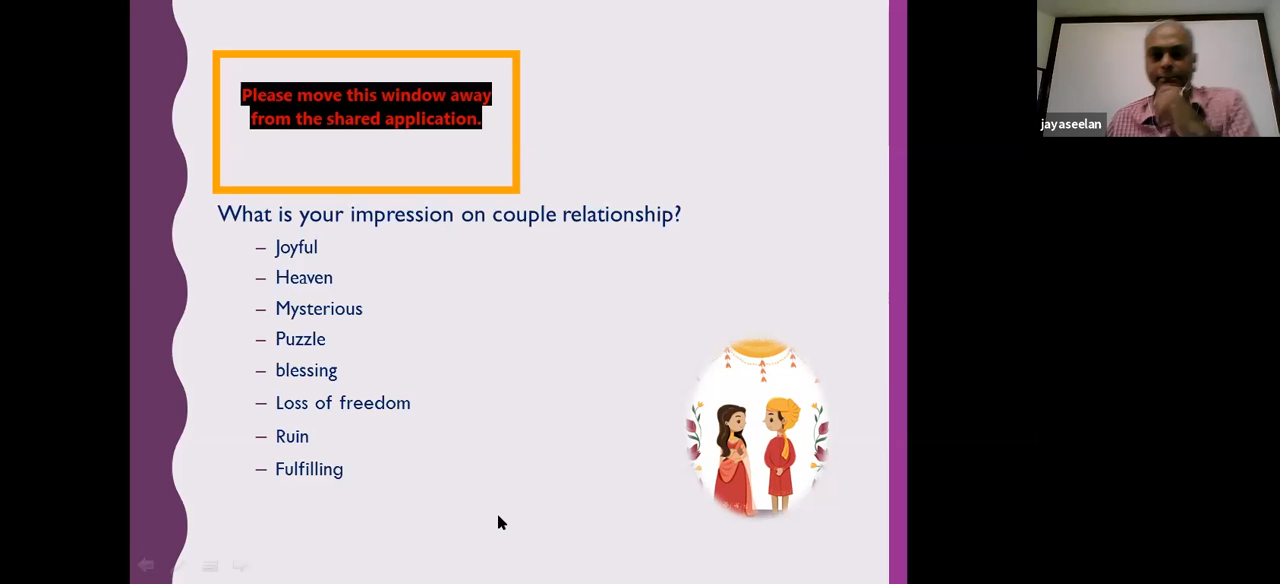 Please move this window away
from the shared application.
jayaseelan
What is your impression on couple relationship?
– Joyful
– Heaven
– Mysterious
– Puzzle
– blessing
– Loss of freedom
– Ruin
– Fulfilling